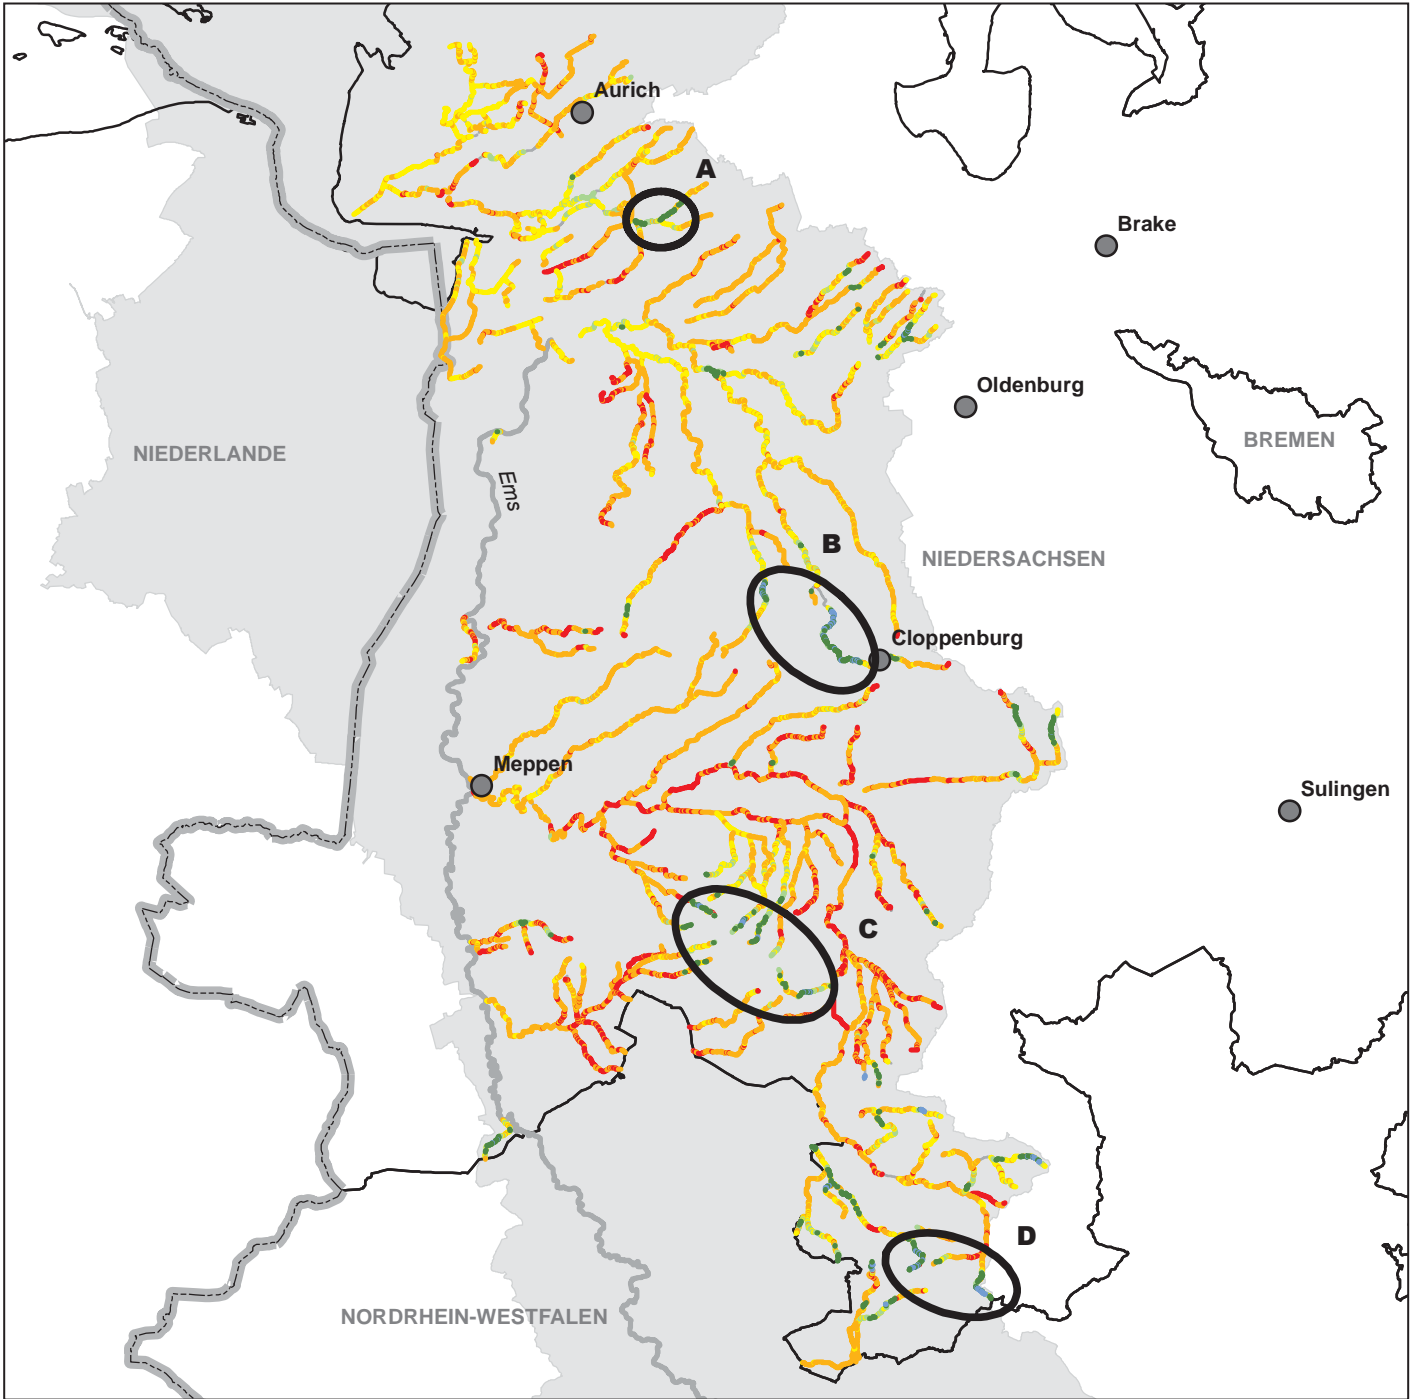 Aurich
A
Brake
Oldenburg
BREMEN
NIEDERLANDE
Ems
B
NIEDERSACHSEN
Cloppenburg
Meppen
Sulingen
C
D
NORDRHEIN-WESTFALEN